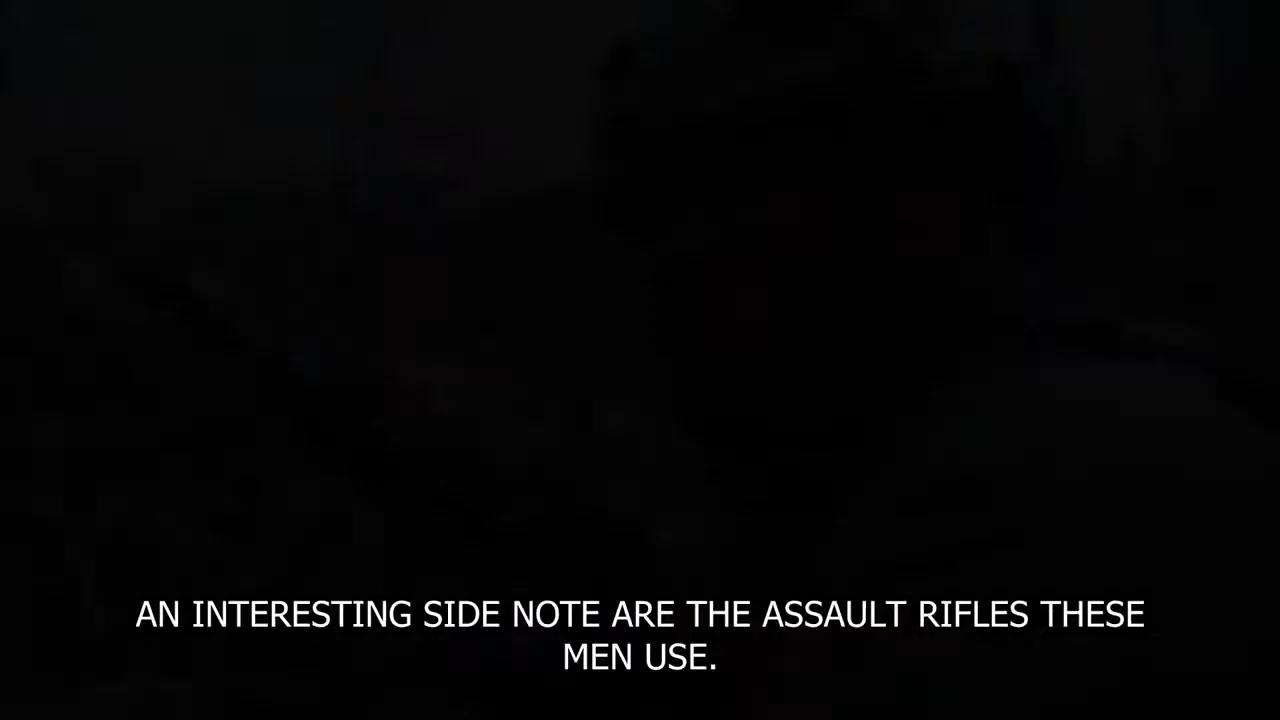 AN INTERESTING SIDE NOTE ARE THE ASSAULT RIFLES THESE
MEN USE.